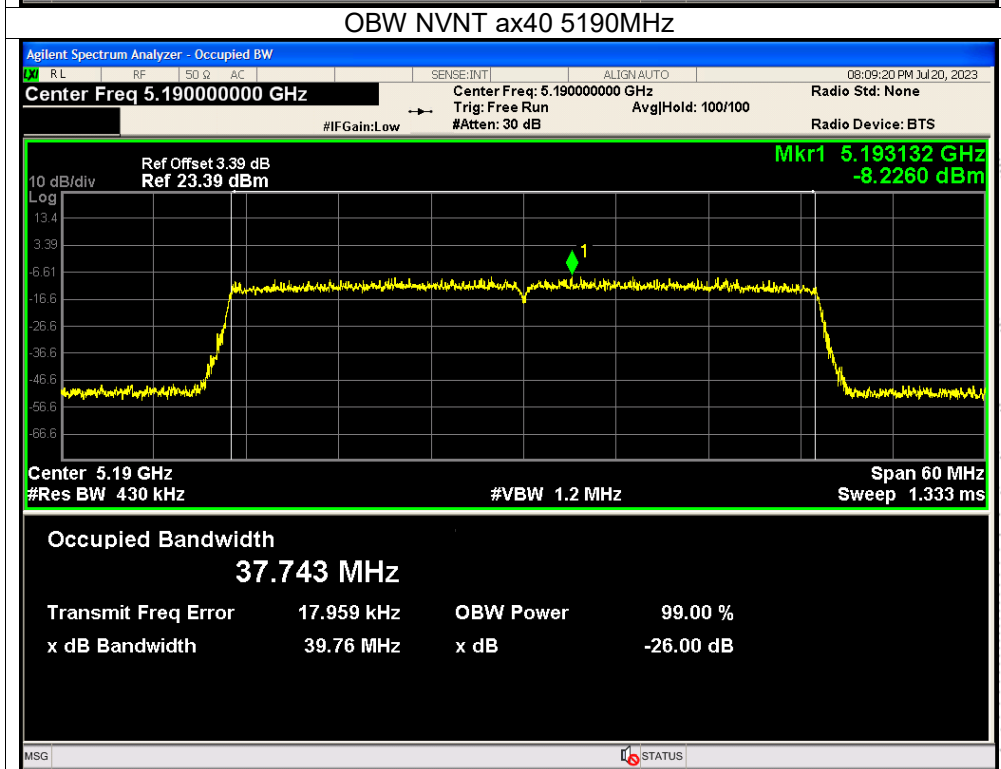 OBW NVNT ax40 5190MHz
Agilent Spectrum Analyzer - Occupied BW
LXI RL RF 50 Ω AC SENSE:INT ALIGN AUTO 08:09:20 PM Jul 20, 2023
Center Freq 5.190000000 GHz Center Freq: 5.190000000 GHz Radio Std: None
Trig: Free Run Avg|Hold: 100/100
#IFGain:Low #Atten: 30 dB Radio Device: BTS
Mkr1 5.193132 GHz
-8.2260 dBm
Ref Offset 3.39 dB
10 dB/div Ref 23.39 dBm
Log
13.4
3.39
-6.61
-16.6
-26.6
-36.6
-46.6
-56.6
-66.6
1
Center 5.19 GHz Span 60 MHz
#Res BW 430 kHz #VBW 1.2 MHz Sweep 1.333 ms
Occupied Bandwidth
37.743 MHz
Transmit Freq Error 17.959 kHz OBW Power 99.00 %
x dB Bandwidth 39.76 MHz x dB -26.00 dB
MSG STATUS